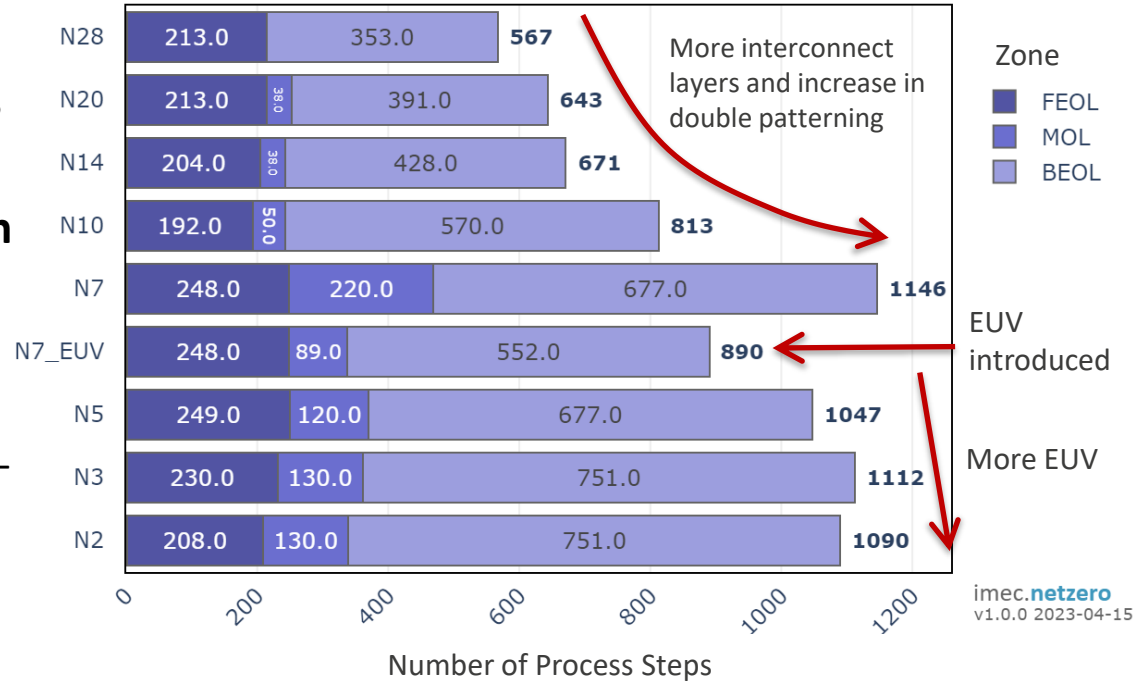 N28 213.0 353.0 567
N20 213.0 38.0 391.0 643
N14 204.0 38.0 428.0 671
N10 192.0 50.0 570.0 813
N7 248.0 220.0 677.0 1146
N7_EUV 248.0 89.0 552.0 890
N5 249.0 120.0 677.0 1047
N3 230.0 130.0 751.0 1112
N2 208.0 130.0 751.0 1090
0 200 400 600 800 1000 1200
Number of Process Steps
More interconnect
layers and increase in
double patterning
Zone
FEOL
MOL
BEOL
EUV
introduced
More EUV
imec.netzero
v1.0.0 2023-04-15
n